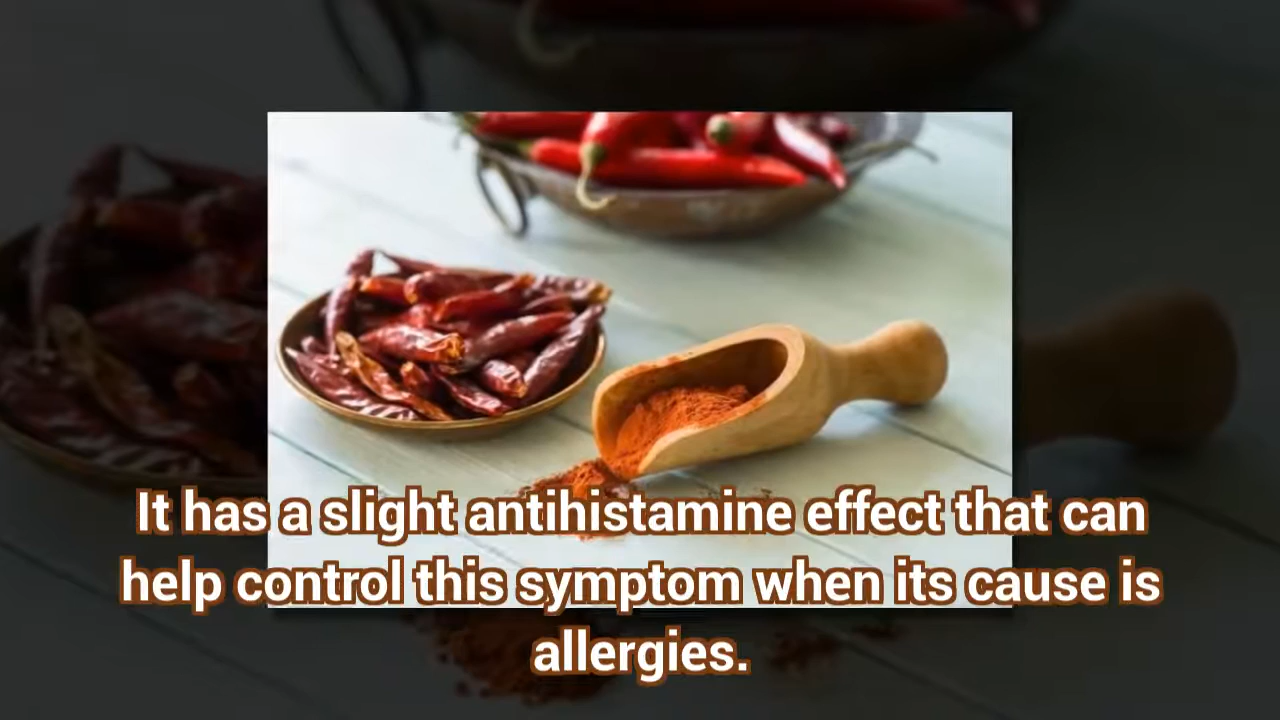 It has a slight antihistamine effect that can
help control this symptom when its cause is
allergies.